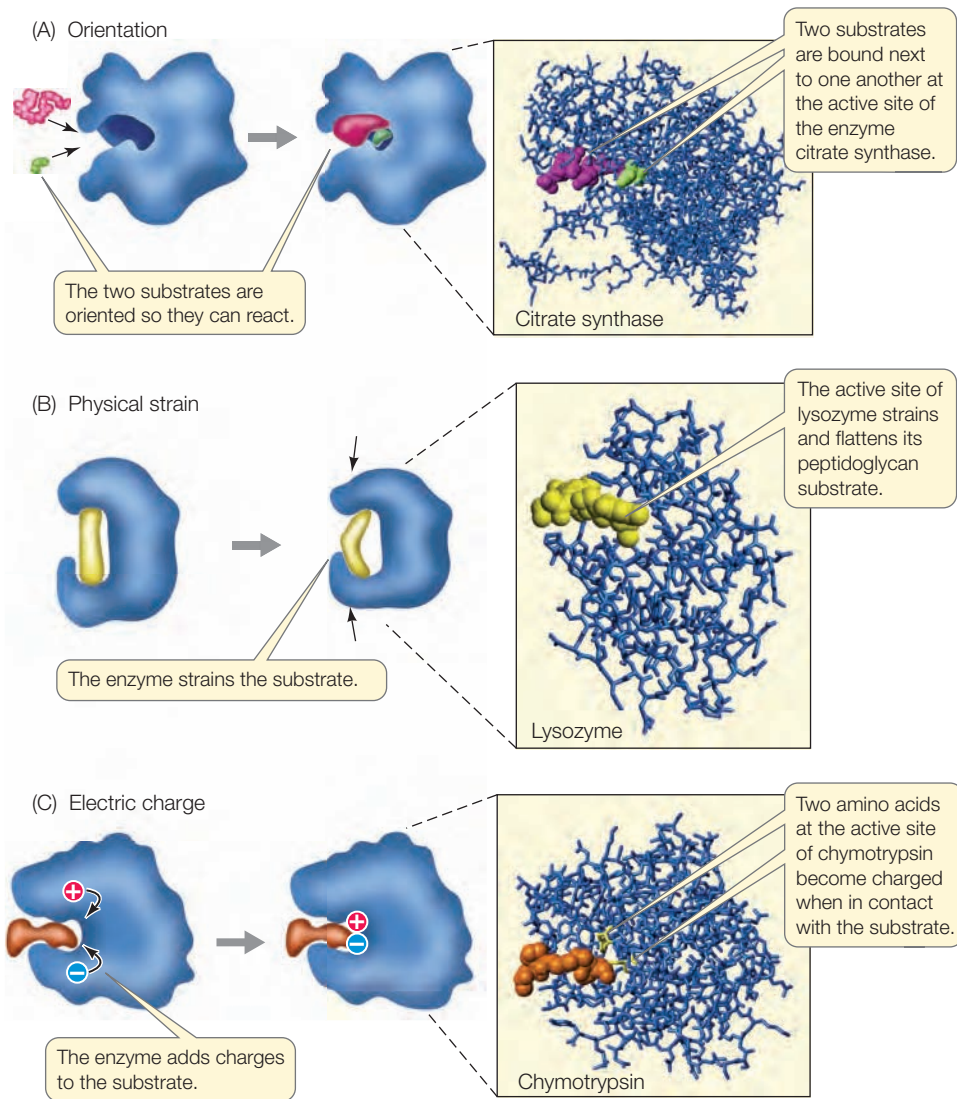 (A) Orientation
Two substrates
are bound next
to one another at
the active site of
the enzyme
citrate synthase.
The two substrates are
oriented so they can react.
Citrate synthase
(B) Physical strain
The active site of
lysozyme strains
and flattens its
peptidoglycan
substrate.
The enzyme strains the substrate.
Lysozyme
(C) Electric charge
Two amino acids
at the active site
of chymotrypsin
become charged
when in contact
with the substrate.
+
+
–
–
The enzyme adds charges
to the substrate.
Chymotrypsin